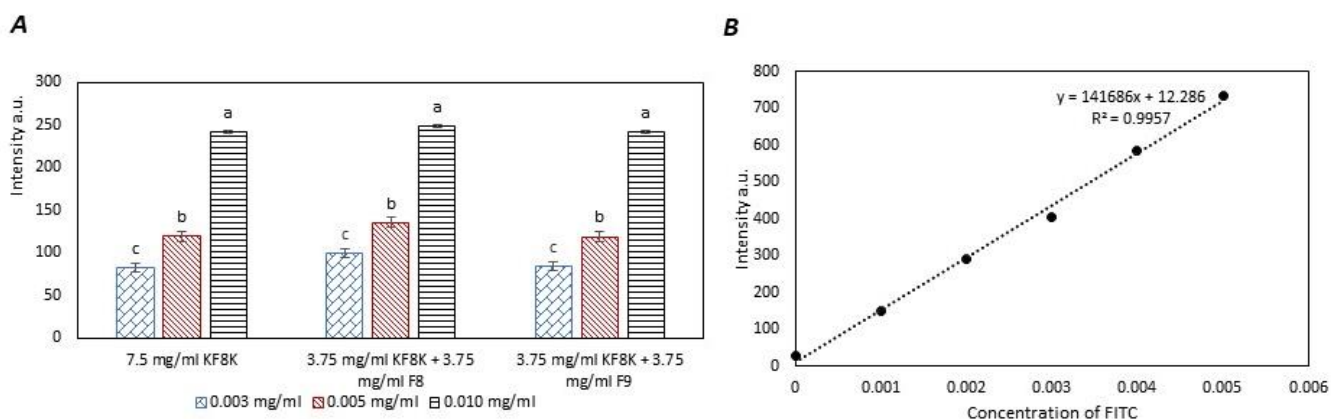 A
Intensity a.u.
300
250
200
150
100
50
0
c
b
a
c
b
a
c
b
a
7.5 mg/ml KF8K
3.75 mg/ml KF8K + 3.75
mg/ml F8
3.75 mg/ml KF8K + 3.75
mg/ml F9
0.003 mg/ml 0.005 mg/ml 0.010 mg/ml
B
Intensity a.u.
800
700
600
500
400
300
200
100
0
y = 141686x + 12.286
R² = 0.9957
0 0.001 0.002 0.003 0.004 0.005 0.006
Concentration of FITC